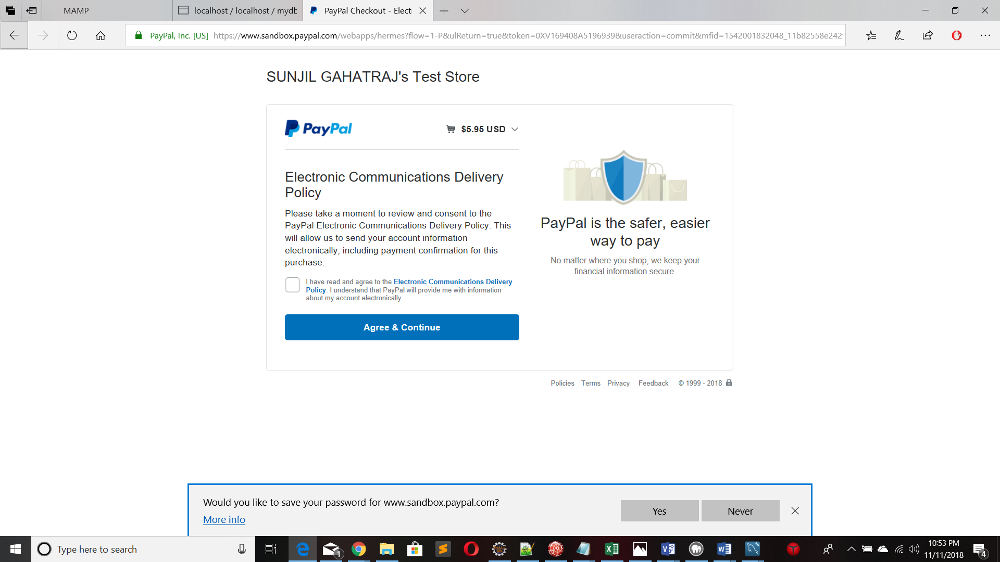 MAMP
localhost / localhost / mydb
PayPal Checkout - Elect
PayPal, Inc. [US] https://www.sandbox.paypal.com/webapps/hermes?flow=1-P&ulReturn=true&token=0XV169408A5196939&useraction=commit&mfid=1542001832048_11b82558e242
SUNJIL GAHATRAJ's Test Store
PayPal
$5.95 USD
Electronic Communications Delivery
Policy
Please take a moment to review and consent to the
PayPal Electronic Communications Delivery Policy. This
will allow us to send your account information
electronically, including payment confirmation for this
purchase.
I have read and agree to the Electronic Communications Delivery
Policy. I understand that PayPal will provide me with information
about my account electronically.
Agree & Continue
PayPal is the safer, easier
way to pay
No matter where you shop, we keep your
financial information secure.
Policies Terms Privacy Feedback © 1999 - 2018
Would you like to save your password for www.sandbox.paypal.com?
More info
Yes
Never
Type here to search
1
10:53 PM
11/11/2018
4